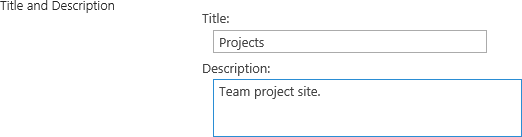 Title and Description
Title:
Projects
Description:
Team project site.